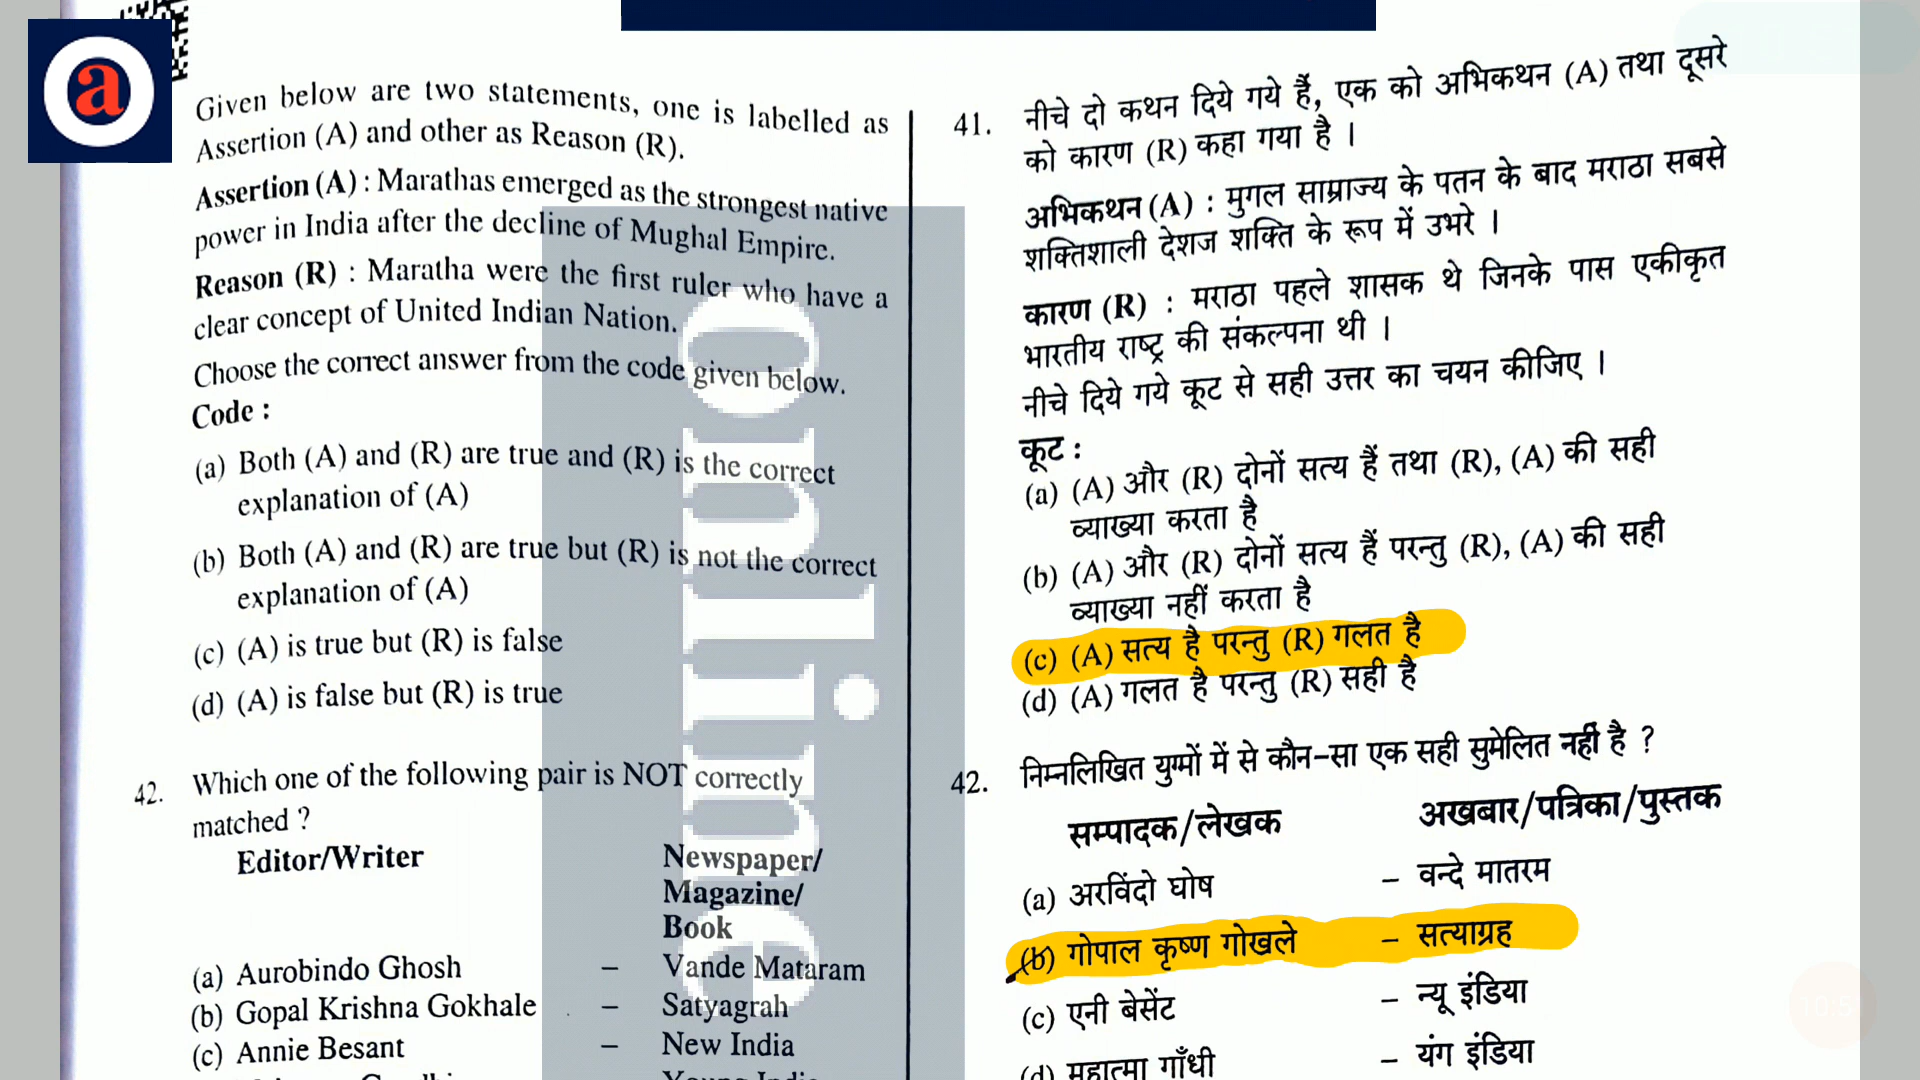 a
Given below are two statements, one is labelled as
Assertion (A) and other as Reason (R).
Assertion (A) : Marathas emerged as the strongest native
power in India after the decline of Mughal Empire.
Reason (R) : Maratha were the first ruler who have a
clear concept of United Indian Nation.
Choose the correct answer from the code given below.
Code :
(a) Both (A) and (R) are true and (R) is the correct
explanation of (A)
(b) Both (A) and (R) are true but (R) is not the correct
explanation of (A)
(c) (A) is true but (R) is false
(d) (A) is false but (R) is true
42. Which one of the following pair is NOT correctly
matched ?
Editor/Writer Newspaper/
Magazine/
Book
(a) Aurobindo Ghosh – Vande Mataram
(b) Gopal Krishna Gokhale – Satyagrah
(c) Annie Besant – New India
41. नीचे दो कथन दिये गये हैं, एक को अभिकथन (A) तथा दूसरे
को कारण (R) कहा गया है ।
अभिकथन (A) : मुगल साम्राज्य के पतन के बाद मराठा सबसे
शक्तिशाली देशज शक्ति के रूप में उभरे ।
कारण (R) : मराठा पहले शासक थे जिनके पास एकीकृत
भारतीय राष्ट्र की संकल्पना थी ।
नीचे दिये गये कूट से सही उत्तर का चयन कीजिए ।
कूट :
(a) (A) और (R) दोनों सत्य हैं तथा (R), (A) की सही
व्याख्या करता है
(b) (A) और (R) दोनों सत्य हैं परन्तु (R), (A) की सही
व्याख्या नहीं करता है
(c) (A) सत्य है परन्तु (R) गलत है
(d) (A) गलत है परन्तु (R) सही है
42. निम्नलिखित युग्मों में से कौन-सा एक सही सुमेलित नहीं है ?
सम्पादक/लेखक अखबार/पत्रिका/पुस्तक
(a) अरविंदो घोष – वन्दे मातरम
(b) गोपाल कृष्ण गोखले – सत्याग्रह
(c) एनी बेसेंट – न्यू इंडिया
(d) महात्मा गाँधी – यंग इंडिया
online